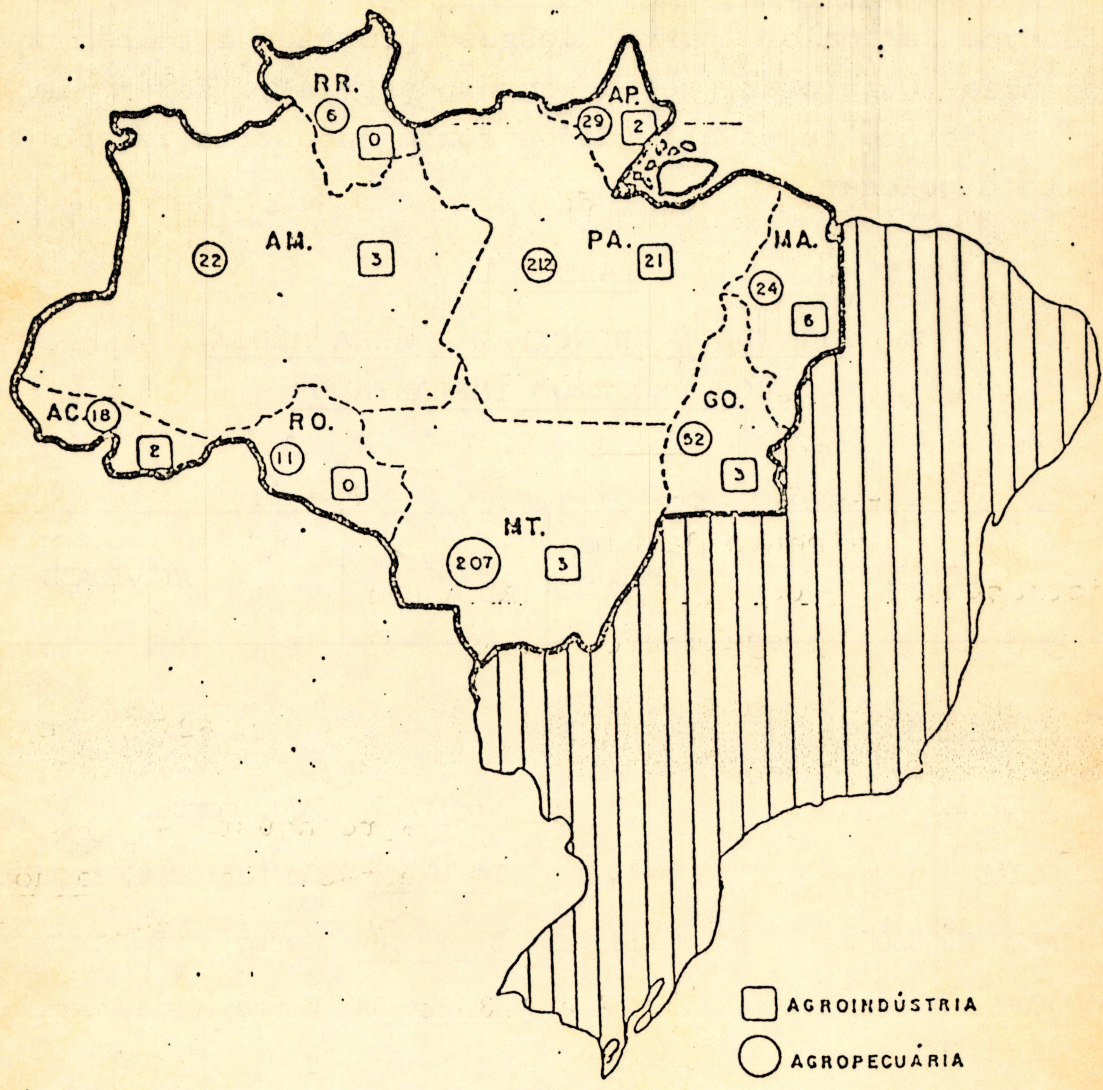 RR.
6
0
AP.
29
2
AM.
22
3
PA.
212
21
MA.
24
6
AC.
18
2
RO.
11
0
GO.
52
3
MT.
207
3
AGROINDÚSTRIA
AGROPECUÁRIA